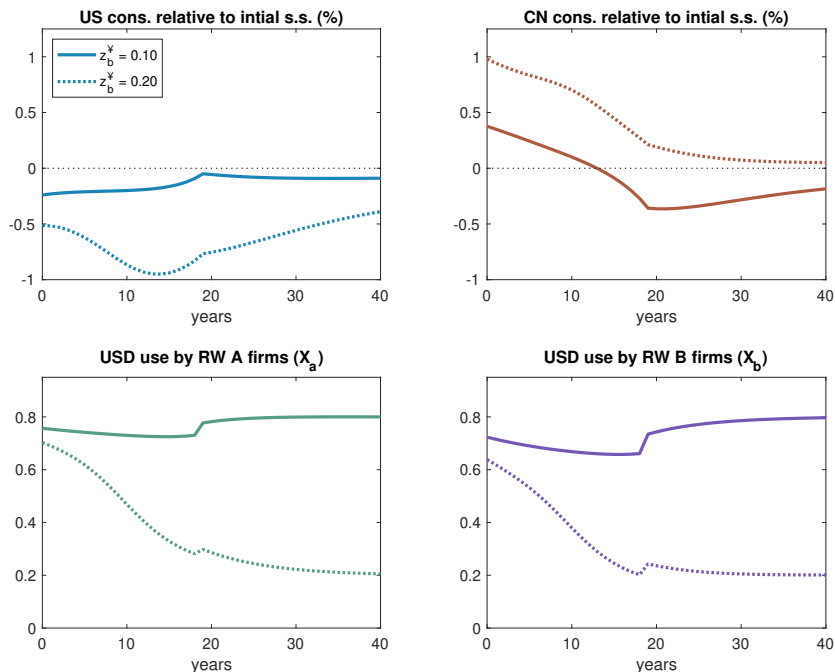 US cons. relative to intial s.s. (%)
1
0.5
0
-0.5
-1
z_b^¥ = 0.10
z_b^¥ = 0.20
0 10 20 30 40
years
CN cons. relative to intial s.s. (%)
1
0.5
0
-0.5
-1
0 10 20 30 40
years
USD use by RW A firms (X_a)
0.8
0.6
0.4
0.2
0
0 10 20 30 40
years
USD use by RW B firms (X_b)
0.8
0.6
0.4
0.2
0
0 10 20 30 40
years